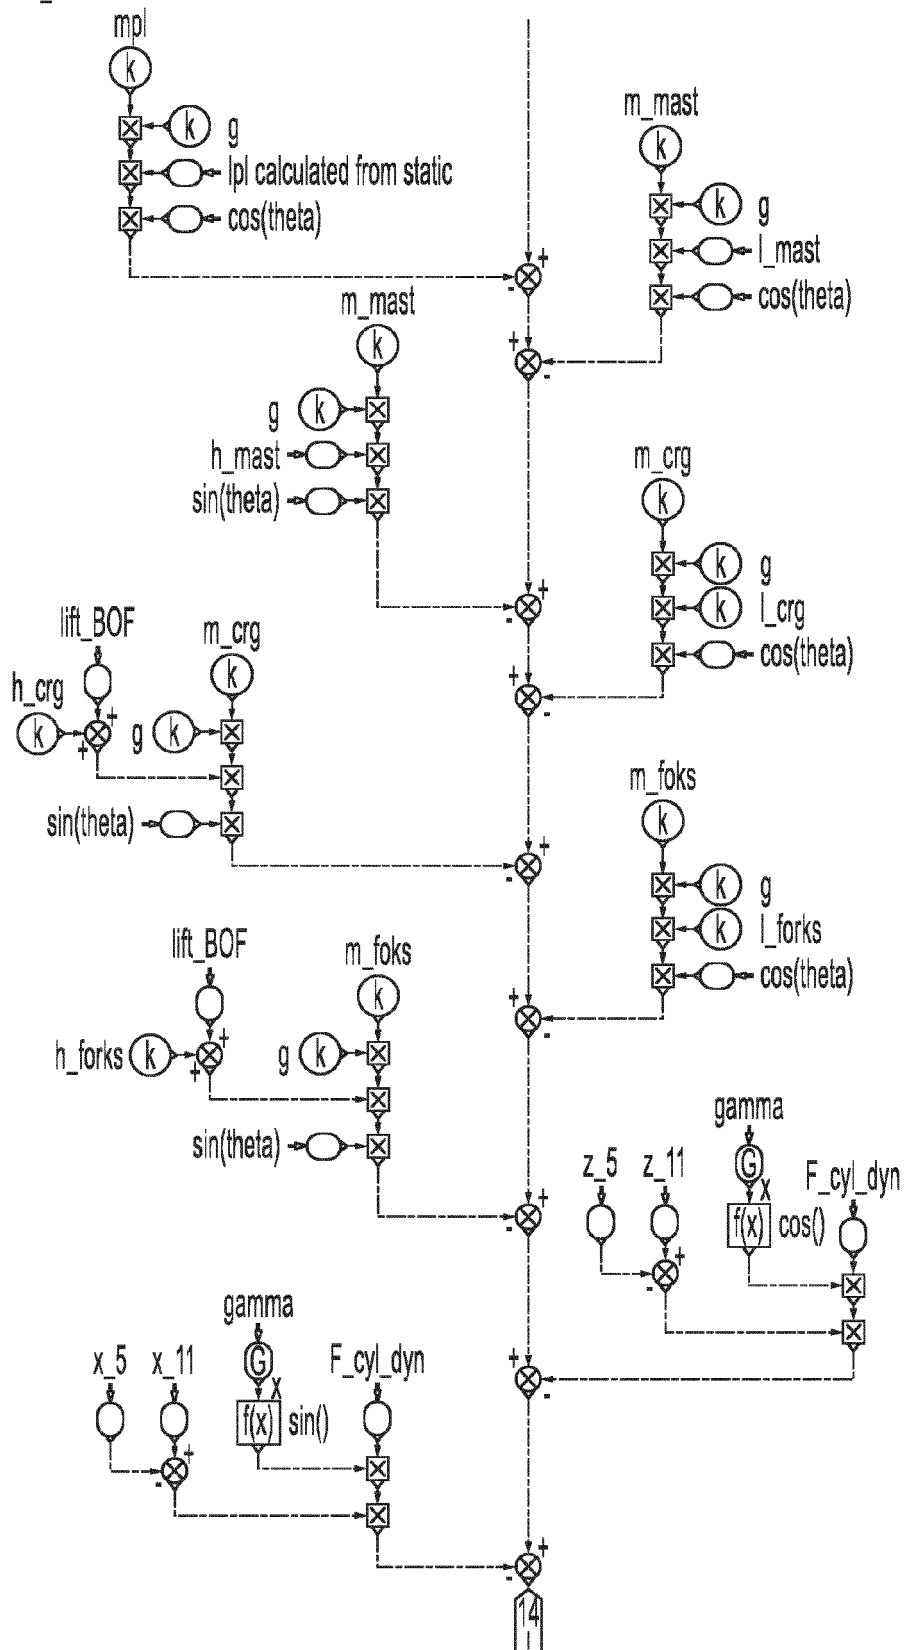 mpl
k
k g
lpl calculated from static
cos(theta)
m_mast
k
k g
l_mast
cos(theta)
+
-
+
-
m_mast
k
g k
h_mast
sin(theta)
m_crg
k
k g
k l_crg
cos(theta)
+
-
lift_BOF
m_crg
k
h_crg
k
+
+
g k
sin(theta)
+
-
m_foks
k
k g
k l_forks
cos(theta)
+
-
lift_BOF
m_foks
k
h_forks k
+
+
g k
sin(theta)
+
-
gamma
G
x
f(x) cos()
z_5 z_11
F_cyl_dyn
+
-
+
-
gamma
G
x
f(x) sin()
x_5 x_11
F_cyl_dyn
+
-
+
-
+
-
14